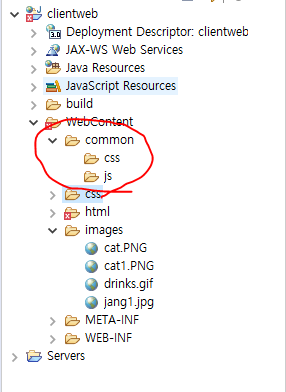 clientweb
Deployment Descriptor: clientweb
JAX-WS Web Services
Java Resources
JavaScript Resources
build
WebContent
common
css
js
css
html
images
cat.PNG
cat1.PNG
drinks.gif
jang1.jpg
META-INF
WEB-INF
Servers